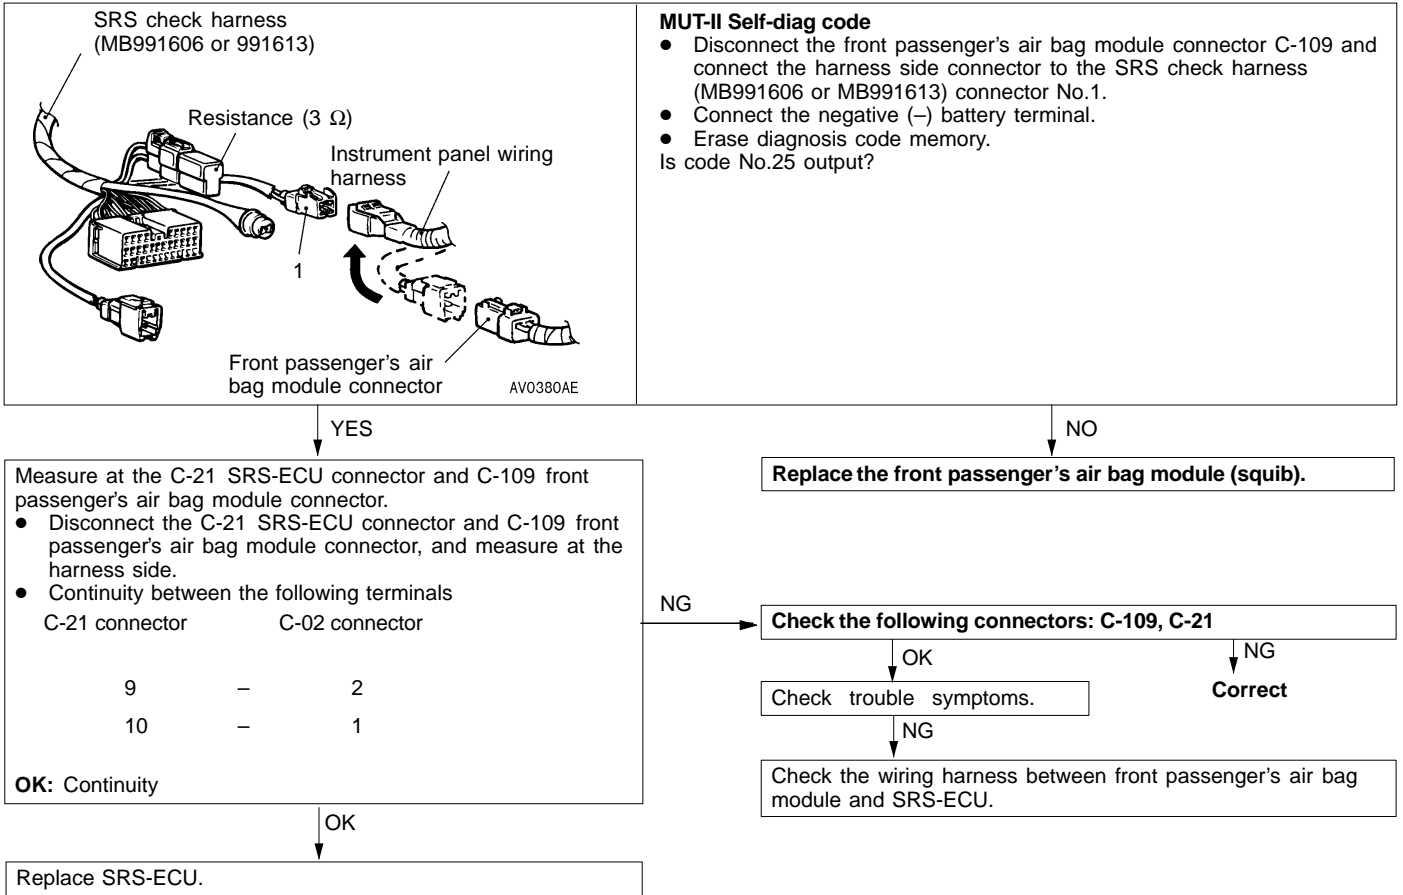 SRS check harness
(MB991606 or 991613)
Resistance (3 Ω)
Instrument panel wiring
harness
1
Front passenger's air
bag module connector
AV0380AE
MUT-II Self-diag code
● Disconnect the front passenger's air bag module connector C-109 and
connect the harness side connector to the SRS check harness
(MB991606 or MB991613) connector No.1.
● Connect the negative (–) battery terminal.
● Erase diagnosis code memory.
Is code No.25 output?
YES
NO
Measure at the C-21 SRS-ECU connector and C-109 front
passenger's air bag module connector.
● Disconnect the C-21 SRS-ECU connector and C-109 front
passenger's air bag module connector, and measure at the
harness side.
● Continuity between the following terminals
C-21 connector C-02 connector
9 – 2
10 – 1
OK: Continuity
Replace the front passenger's air bag module (squib).
NG
Check the following connectors: C-109, C-21
OK
NG
Check trouble symptoms.
Correct
NG
Check the wiring harness between front passenger's air bag
module and SRS-ECU.
OK
Replace SRS-ECU.